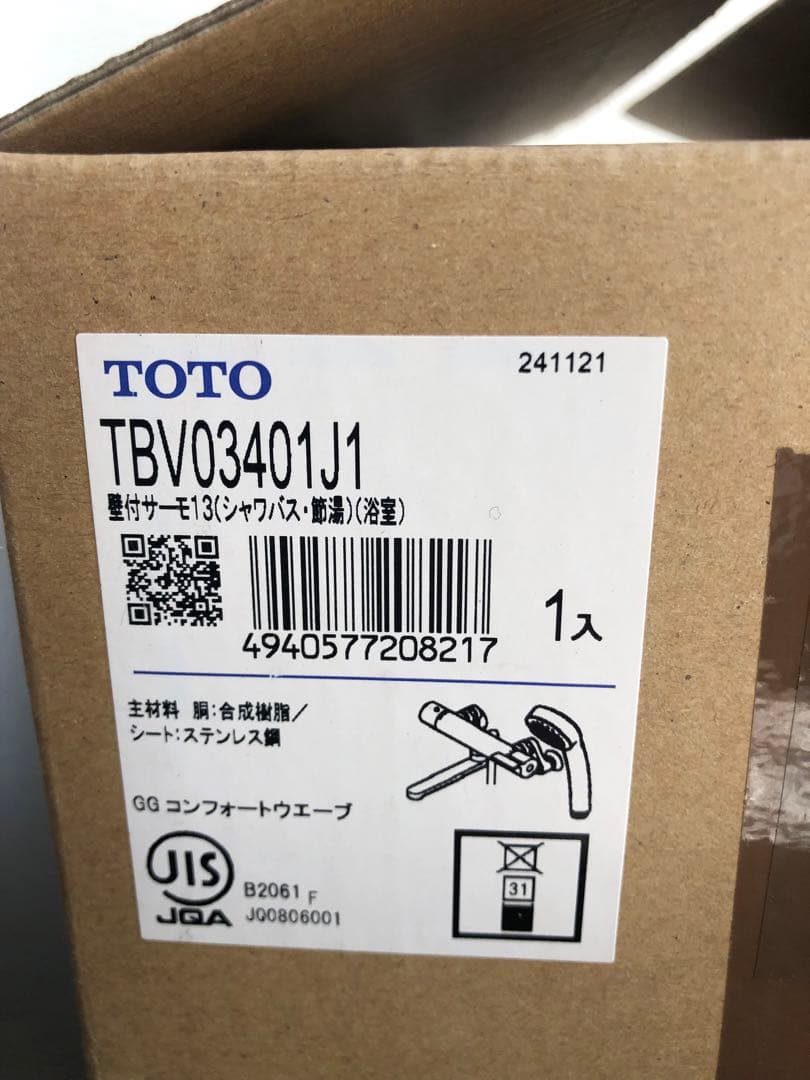 TOTO
241121
TBV03401J1
壁付サーモ13(シャワバス・節湯)(浴室)
4940577208217
1入
主材料 胴:合成樹脂/
シート:ステンレス鋼
GG コンフォートウエーブ
JIS
JQA
B2061 F
JQ0806001
31